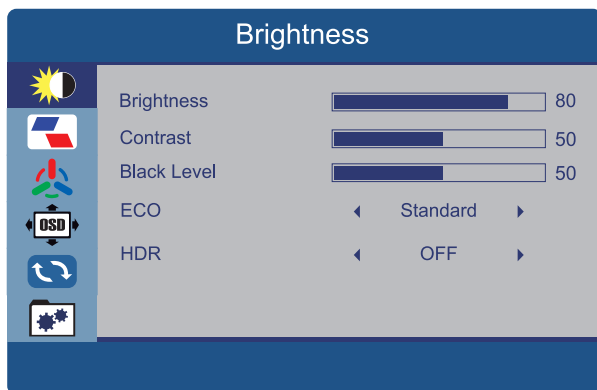 Brightness
Brightness 80
Contrast 50
Black Level 50
ECO Standard
OSD
HDR OFF